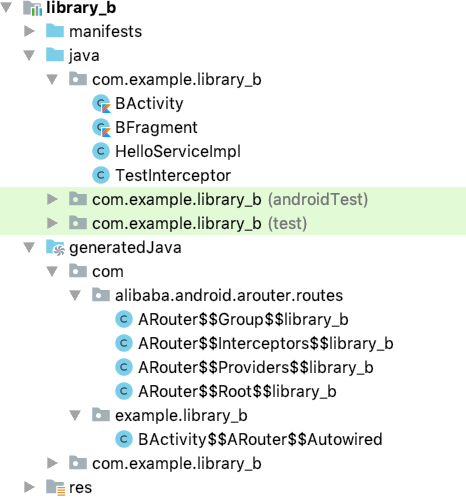 library_b
manifests
java
com.example.library_b
BActivity
BFragment
HelloServiceImpl
TestInterceptor
com.example.library_b (androidTest)
com.example.library_b (test)
generatedJava
com
alibaba.android.arouter.routes
ARouter$$Group$$library_b
ARouter$$Interceptors$$library_b
ARouter$$Providers$$library_b
ARouter$$Root$$library_b
example.library_b
BActivity$$ARouter$$Autowired
com.example.library_b
res